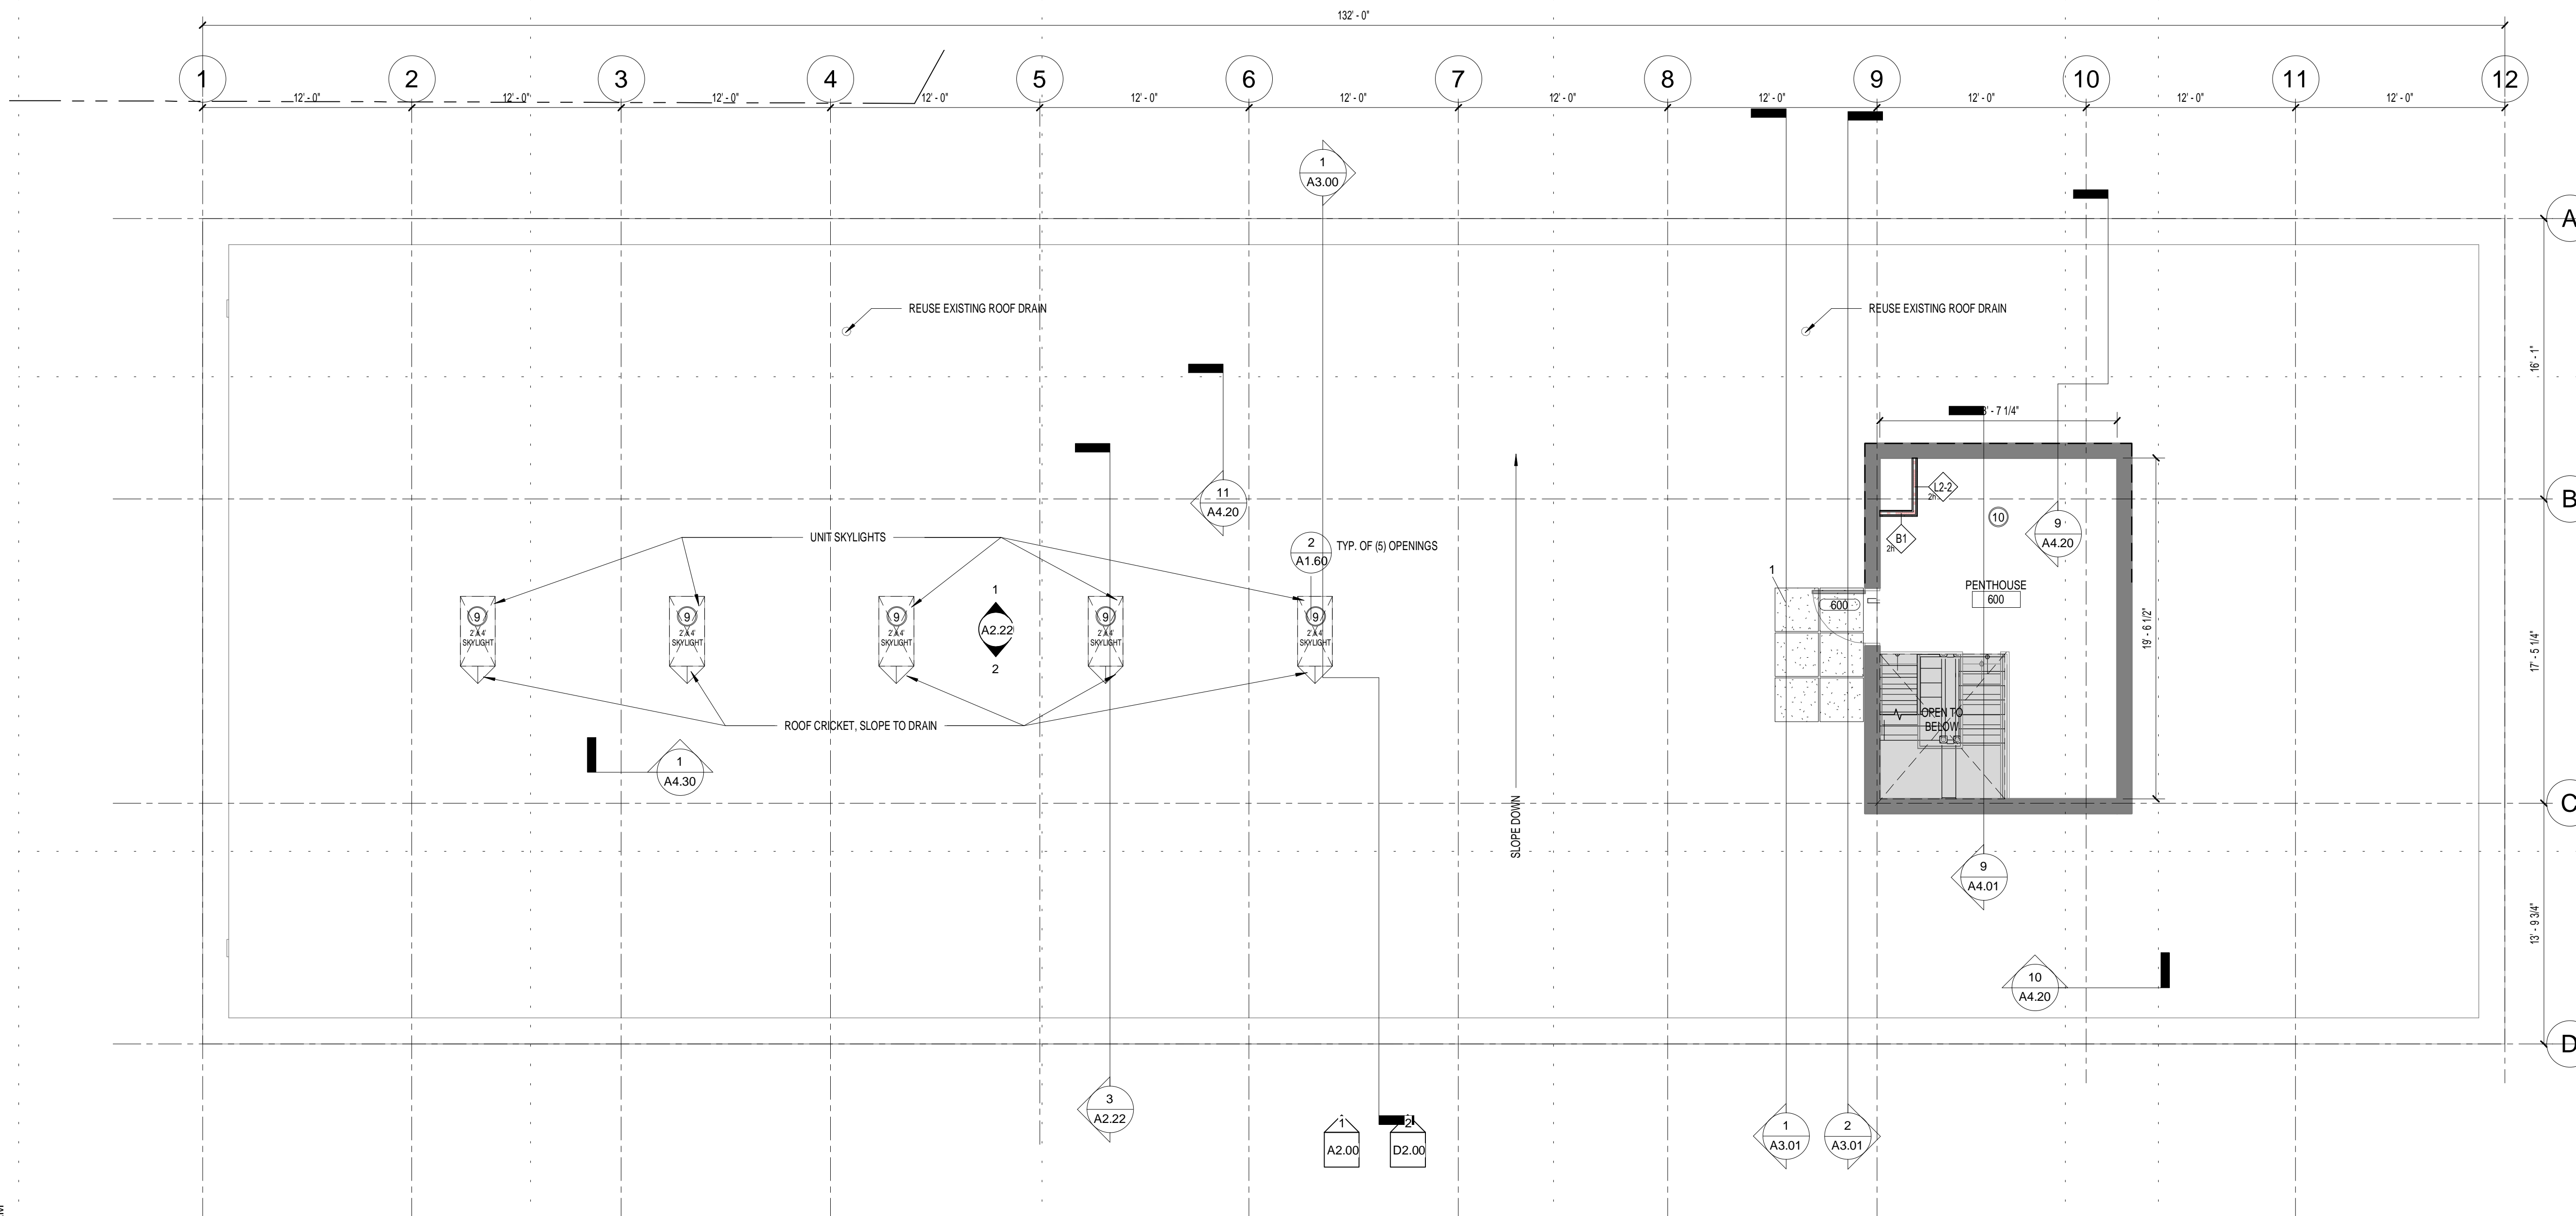 132' - 0"
1 2 3 4 5 6 7 8 9 10 11 12
12' - 0" 12' - 0" 12' - 0" 12' - 0" 12' - 0" 12' - 0" 12' - 0" 12' - 0" 12' - 0" 12' - 0" 12' - 0"
1
A3.00
A
REUSE EXISTING ROOF DRAIN
REUSE EXISTING ROOF DRAIN
16' - 1"
- 7 1/4"
11
A4.20
L2-2
2h
B
10
9
A4.20
B1
2h
UNIT SKYLIGHTS
2
A1.60
TYP. OF (5) OPENINGS
1
PENTHOUSE
600
600
1
A2.22
2
9
2' X 4'
SKYLIGHT
9
2' X 4'
SKYLIGHT
9
2' X 4'
SKYLIGHT
9
2' X 4'
SKYLIGHT
9
2' X 4'
SKYLIGHT
19' - 6 1/2"
17' - 5 1/4"
OPEN TO
BELOW
ROOF CRICKET, SLOPE TO DRAIN
1
A4.30
SLOPE DOWN
C
9
A4.01
13' - 9 3/4"
10
A4.20
D
3
A2.22
1
A2.00
2
D2.00
1
A3.01
2
A3.01